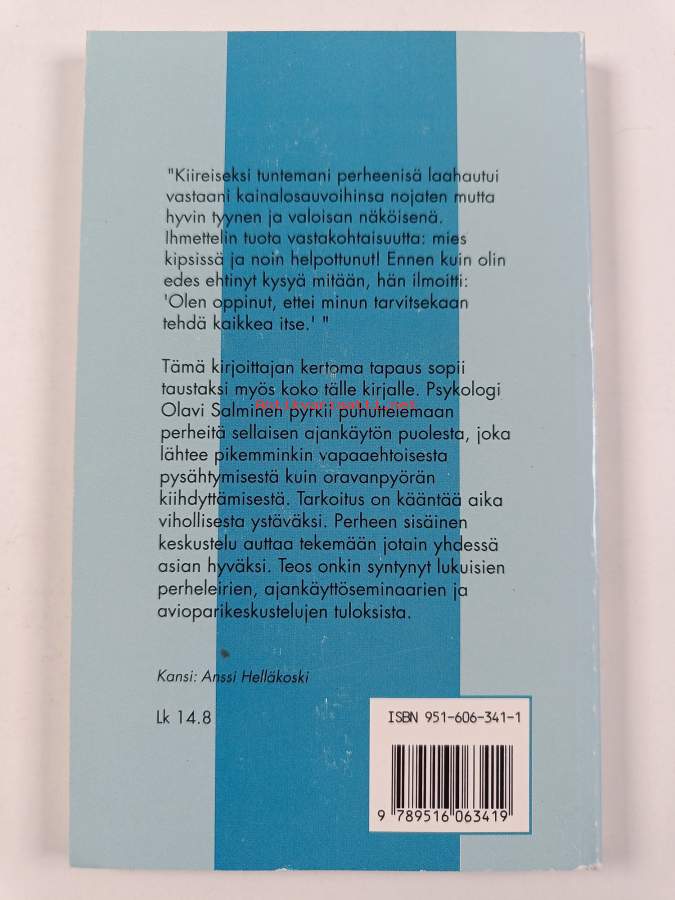 "Kiireiseksi tuntemani perheenisä laahautui
vastaani kainalosauvoihinsa nojaten mutta
hyvin tyynen ja valoisan näköisenä.
Ihmettelin tuota vastakohtaisuutta: mies
kipsissä ja noin helpottunut! Ennen kuin olin
edes ehtinyt kysyä mitään, hän ilmoitti:
'Olen oppinut, ettei minun tarvitsekaan
tehdä kaikkea itse.' "
Tämä kirjoittajan kertoma tapaus sopii
taustaksi myös koko tälle kirjalle. Psykologi
Olavi Salminen pyrkii puhuttelemaan
Antikvariaatti.net
perheitä sellaisen ajankäytön puolesta, joka
lähtee pikemminkin vapaaehtoisesta
pysähtymisestä kuin oravanpyörän
kiihdyttämisestä. Tarkoitus on kääntää aika
vihollisesta ystäväksi. Perheen sisäinen
keskustelu auttaa tekemään jotain yhdessä
asian hyväksi. Teos onkin syntynyt lukuisien
perheleirien, ajankäyttöseminaarien ja
avioparikeskustelujen tuloksista.
Kansi: Anssi Helläkoski
Lk 14.8
ISBN 951-606-341-1
9 789516 063419